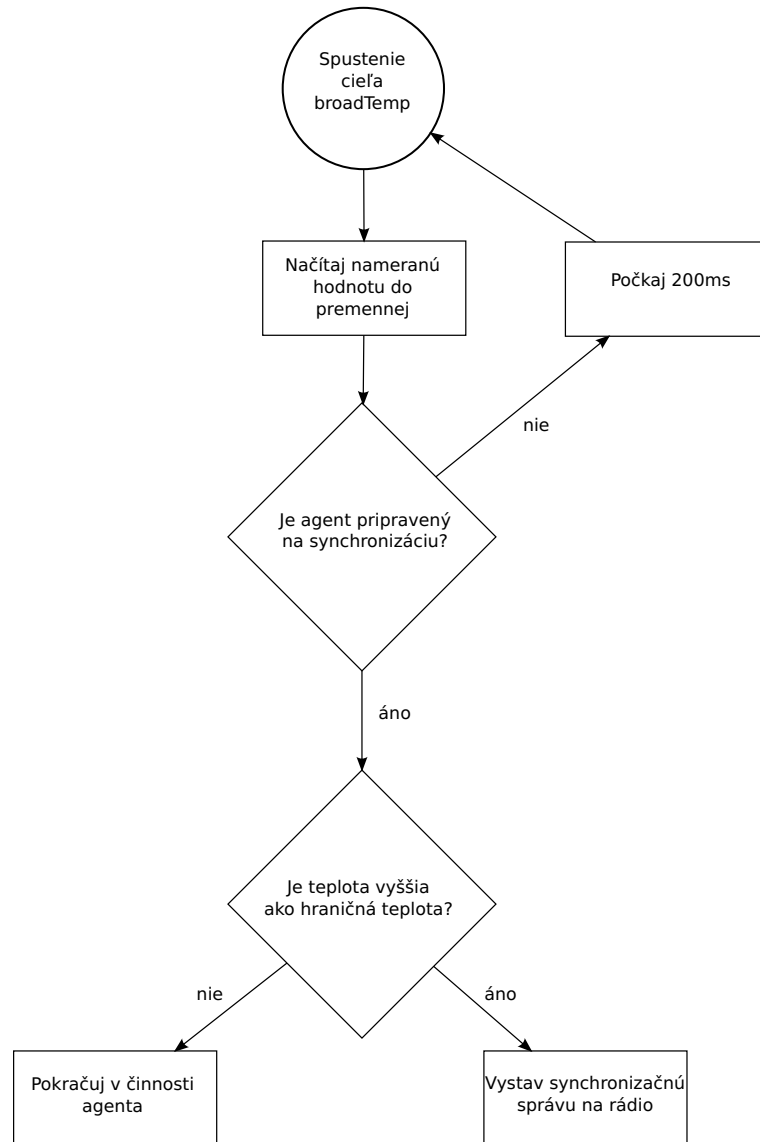 Spustenie
cieľa
broadTemp
Načítaj nameranú
hodnotu do
premennej
Počkaj 200ms
nie
Je agent pripravený
na synchronizáciu?
áno
Je teplota vyššia
ako hraničná teplota?
nie
áno
Pokračuj v činnosti
agenta
Vystav synchronizačnú
správu na rádio